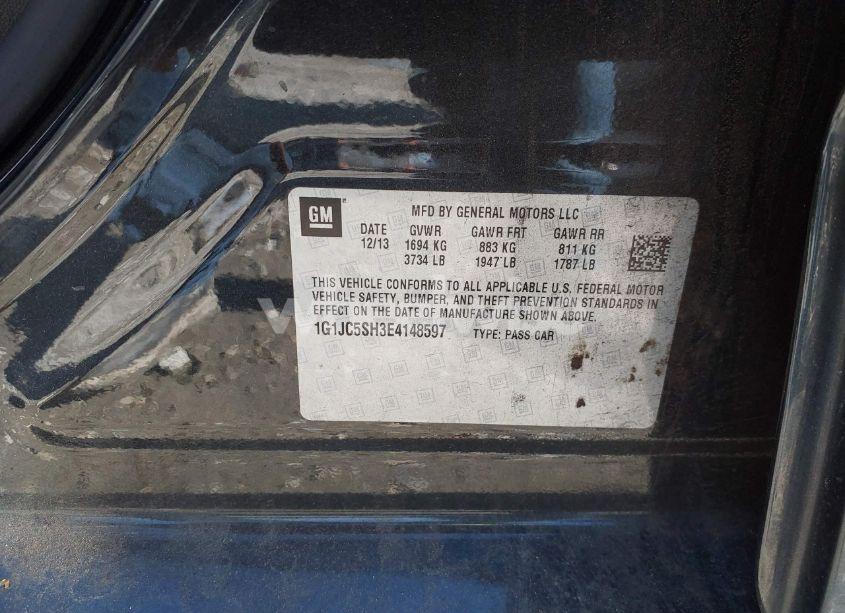 GM
MFD BY GENERAL MOTORS LLC
DATE GVWR GAWR FRT GAWR RR
12/13 1694 KG 883 KG 811 KG
3734 LB 1947 LB 1787 LB
THIS VEHICLE CONFORMS TO ALL APPLICABLE U.S. FEDERAL MOTOR
VEHICLE SAFETY, BUMPER, AND THEFT PREVENTION STANDARDS IN
EFFECT ON THE DATE OF MANUFACTURE SHOWN ABOVE.
1G1JC5SH3E4148597 TYPE: PASS CAR